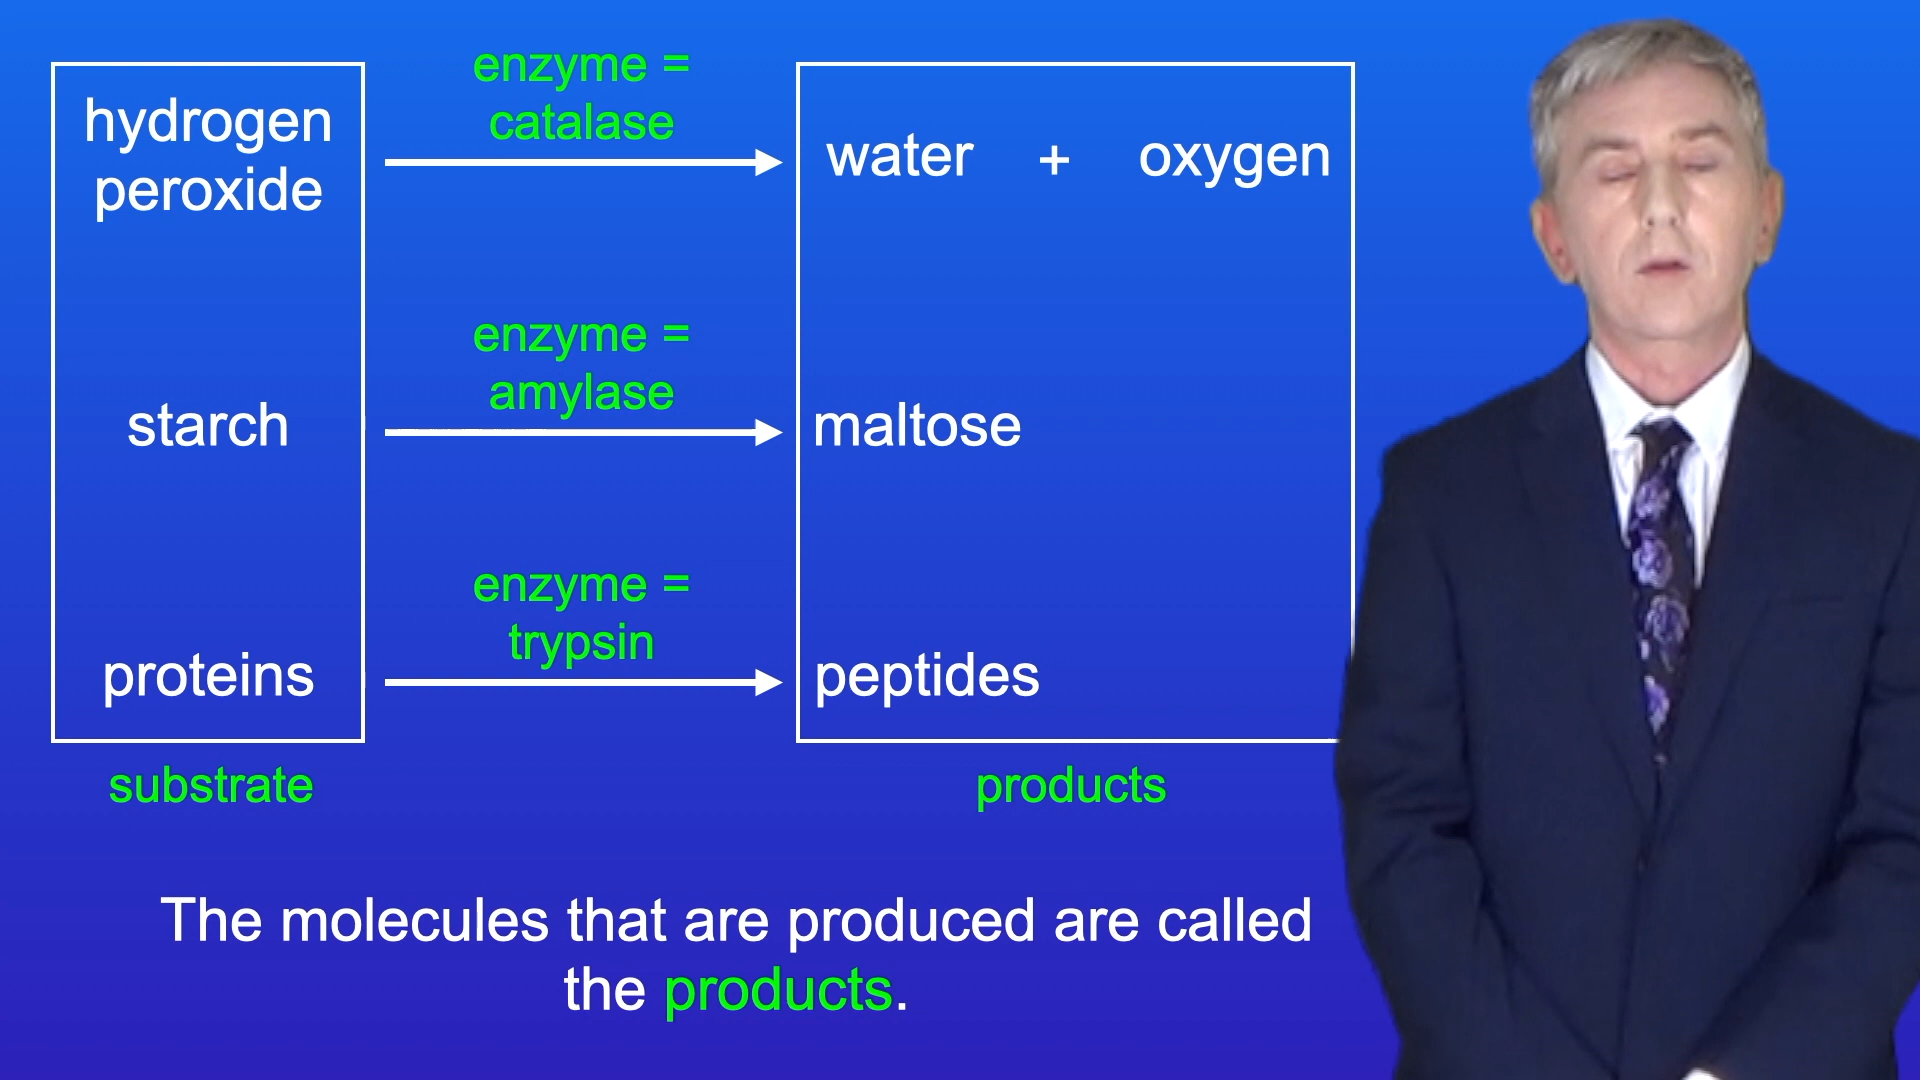 hydrogen
peroxide
enzyme =
catalase
water + oxygen
starch
enzyme =
amylase
maltose
proteins
enzyme =
trypsin
peptides
substrate
products
The molecules that are produced are called
the products.